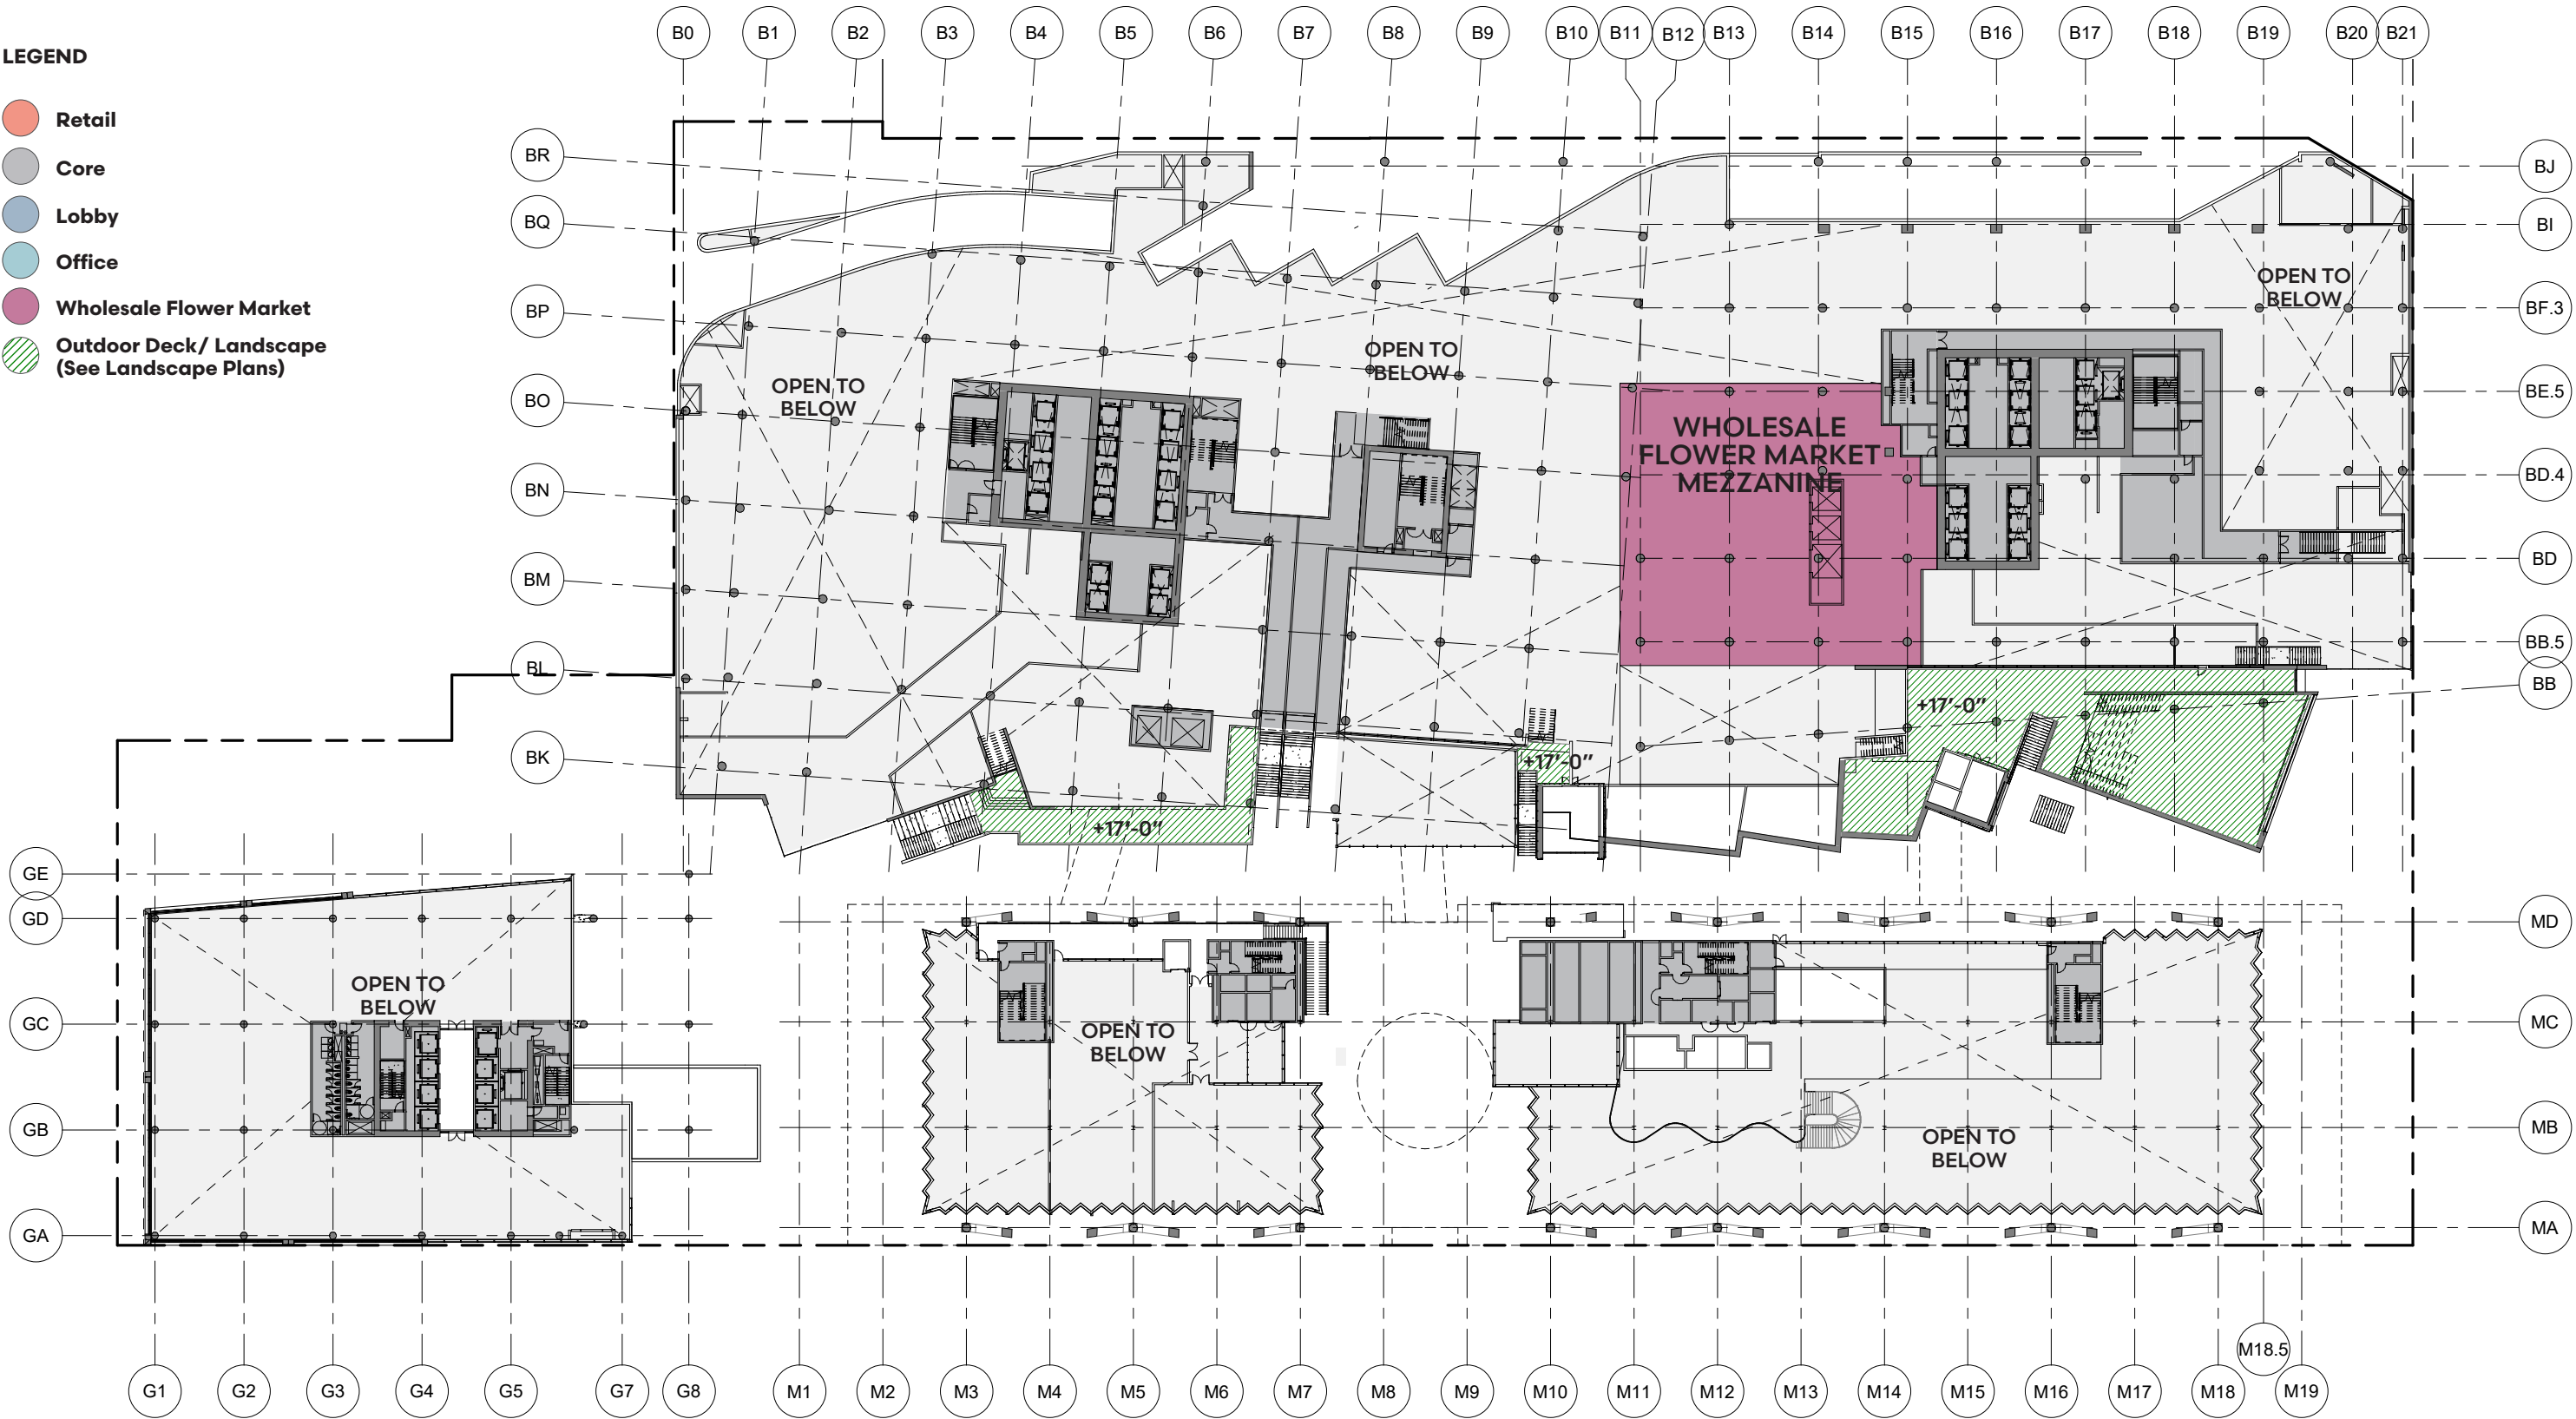 B0 B1 B2 B3 B4 B5 B6 B7 B8 B9 B10 B11 B12 B13 B14 B15 B16 B17 B18 B19 B20 B21
LEGEND
Retail
Core
Lobby
Office
Wholesale Flower Market
Outdoor Deck/ Landscape
(See Landscape Plans)
BR
BQ
BP
BO
BN
BM
BL
BK
BJ
BI
BF.3
BE.5
BD.4
BD
BB.5
BB
OPEN TO
BELOW
OPEN TO
BELOW
OPEN TO
BELOW
WHOLESALE
FLOWER MARKET
MEZZANINE
+17'-0"
+17'-0"
+17'-0"
GE
GD
GC
GB
GA
OPEN TO
BELOW
OPEN TO
BELOW
OPEN TO
BELOW
MD
MC
MB
MA
M18.5
G1 G2 G3 G4 G5 G7 G8 M1 M2 M3 M4 M5 M6 M7 M8 M9 M10 M11 M12 M13 M14 M15 M16 M17 M18 M19